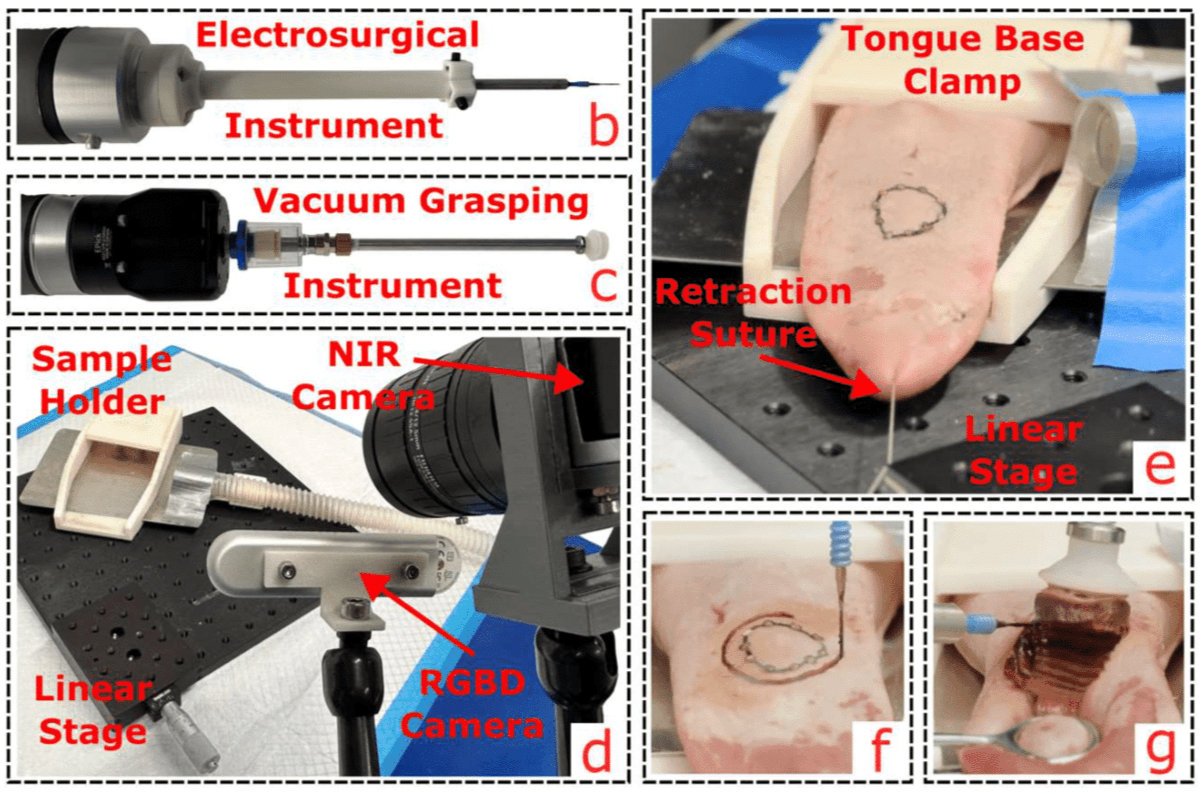 Electrosurgical
Instrument
b
Vacuum Grasping
Instrument
c
Sample
Holder
NIR
Camera
Linear
Stage
RGBD
Camera
d
Tongue Base
Clamp
Retraction
Suture
Linear
Stage
e
f
g